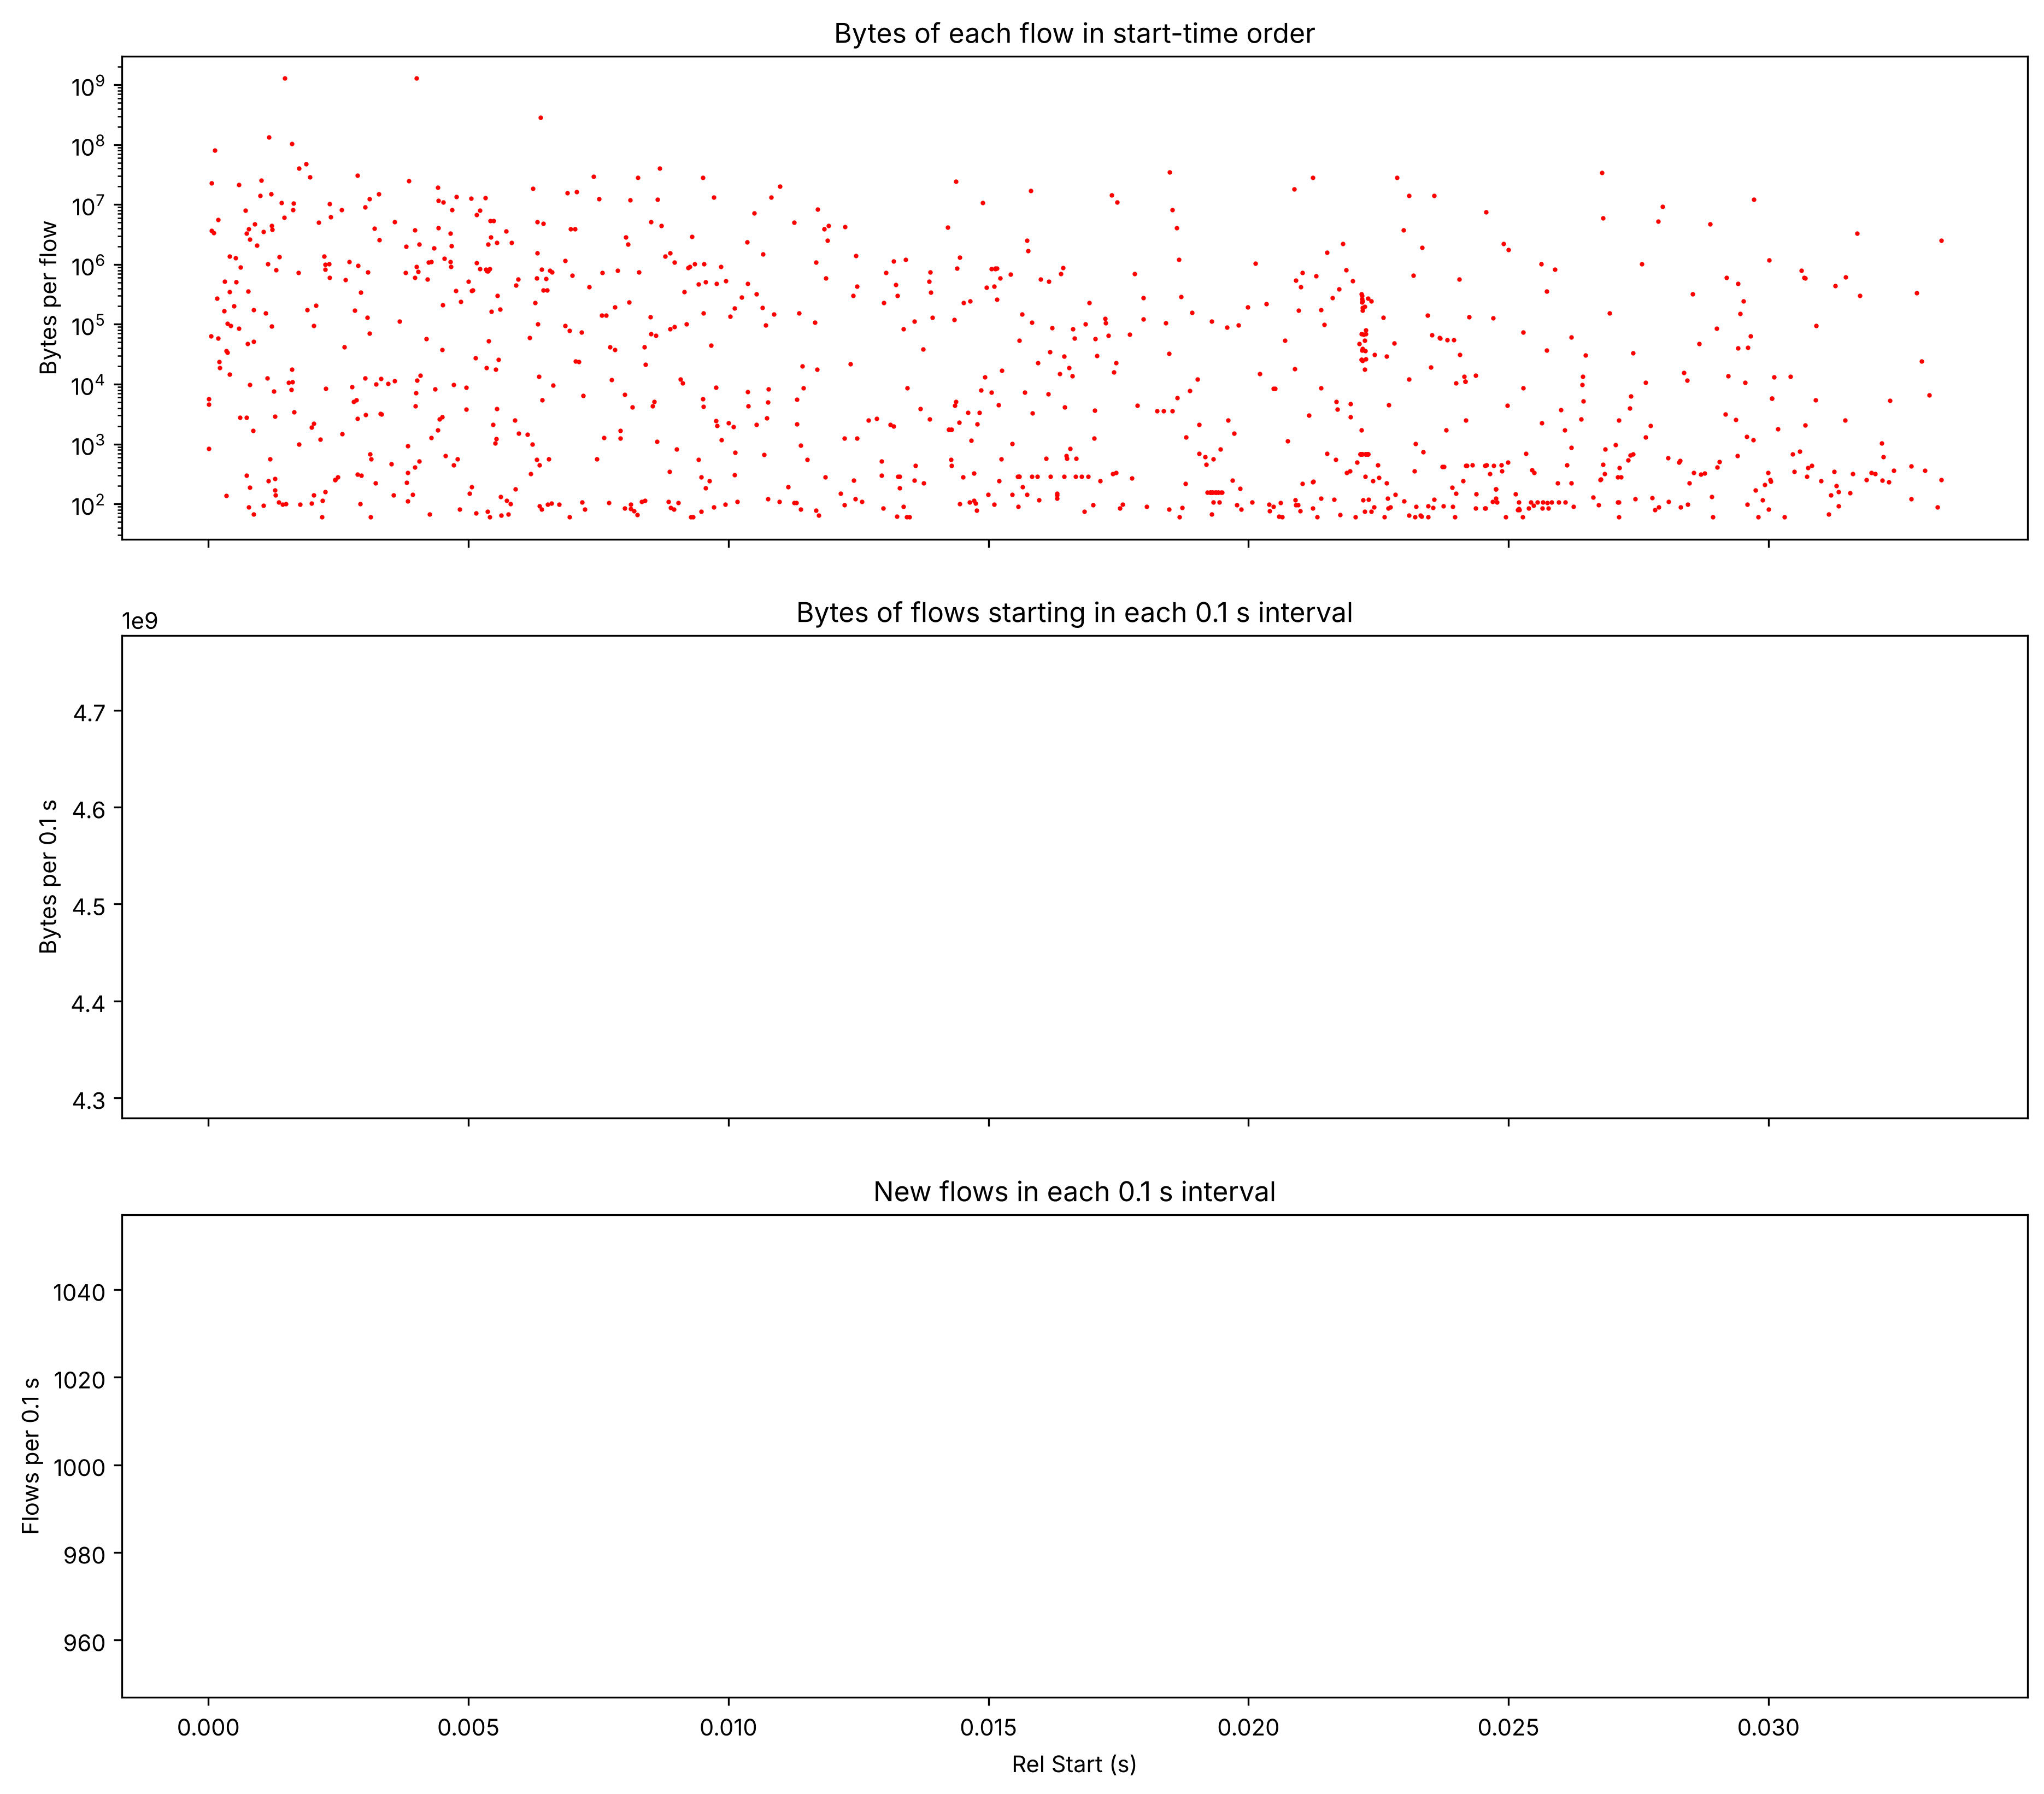 Bytes of each flow in start-time order
Bytes per flow
10⁹
10⁸
10⁷
10⁶
10⁵
10⁴
10³
10²
Bytes of flows starting in each 0.1 s interval
1e9
Bytes per 0.1 s
4.7
4.6
4.5
4.4
4.3
New flows in each 0.1 s interval
Flows per 0.1 s
1040
1020
1000
980
960
0.000 0.005 0.010 0.015 0.020 0.025 0.030
Rel Start (s)